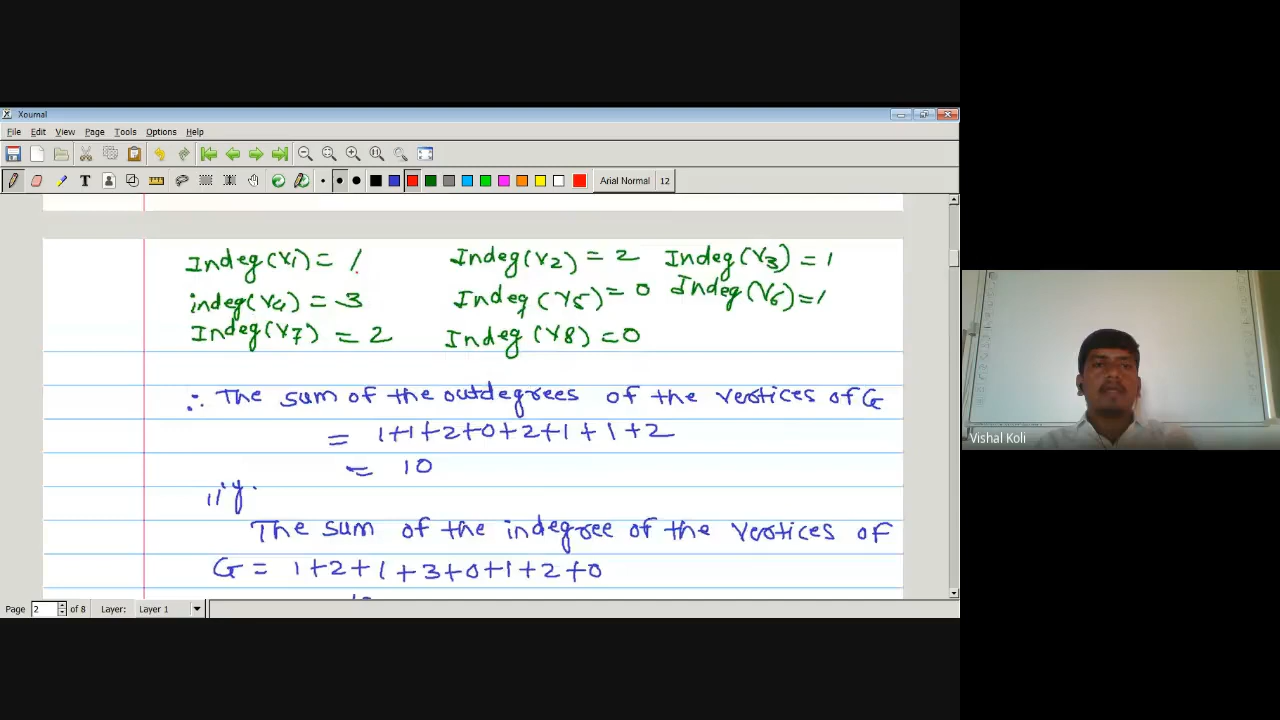 Xournal
File Edit View Page Tools Options Help
Arial Normal 12
Indeg(v1) = 1 Indeg(v2) = 2 Indeg(v3) = 1
indeg(v4) = 3 Indeg(v5) = 0 Indeg(v6) = 1
Indeg(v7) = 2 Indeg(v8) = 0
∴ The sum of the outdegrees of the vertices of G
= 1+1+2+0+2+1+1+2
= 10
llly.
The sum of the indegree of the vertices of
G = 1+2+1+3+0+1+2+0
Page 2 of 8 Layer: Layer 1
Vishal Koli